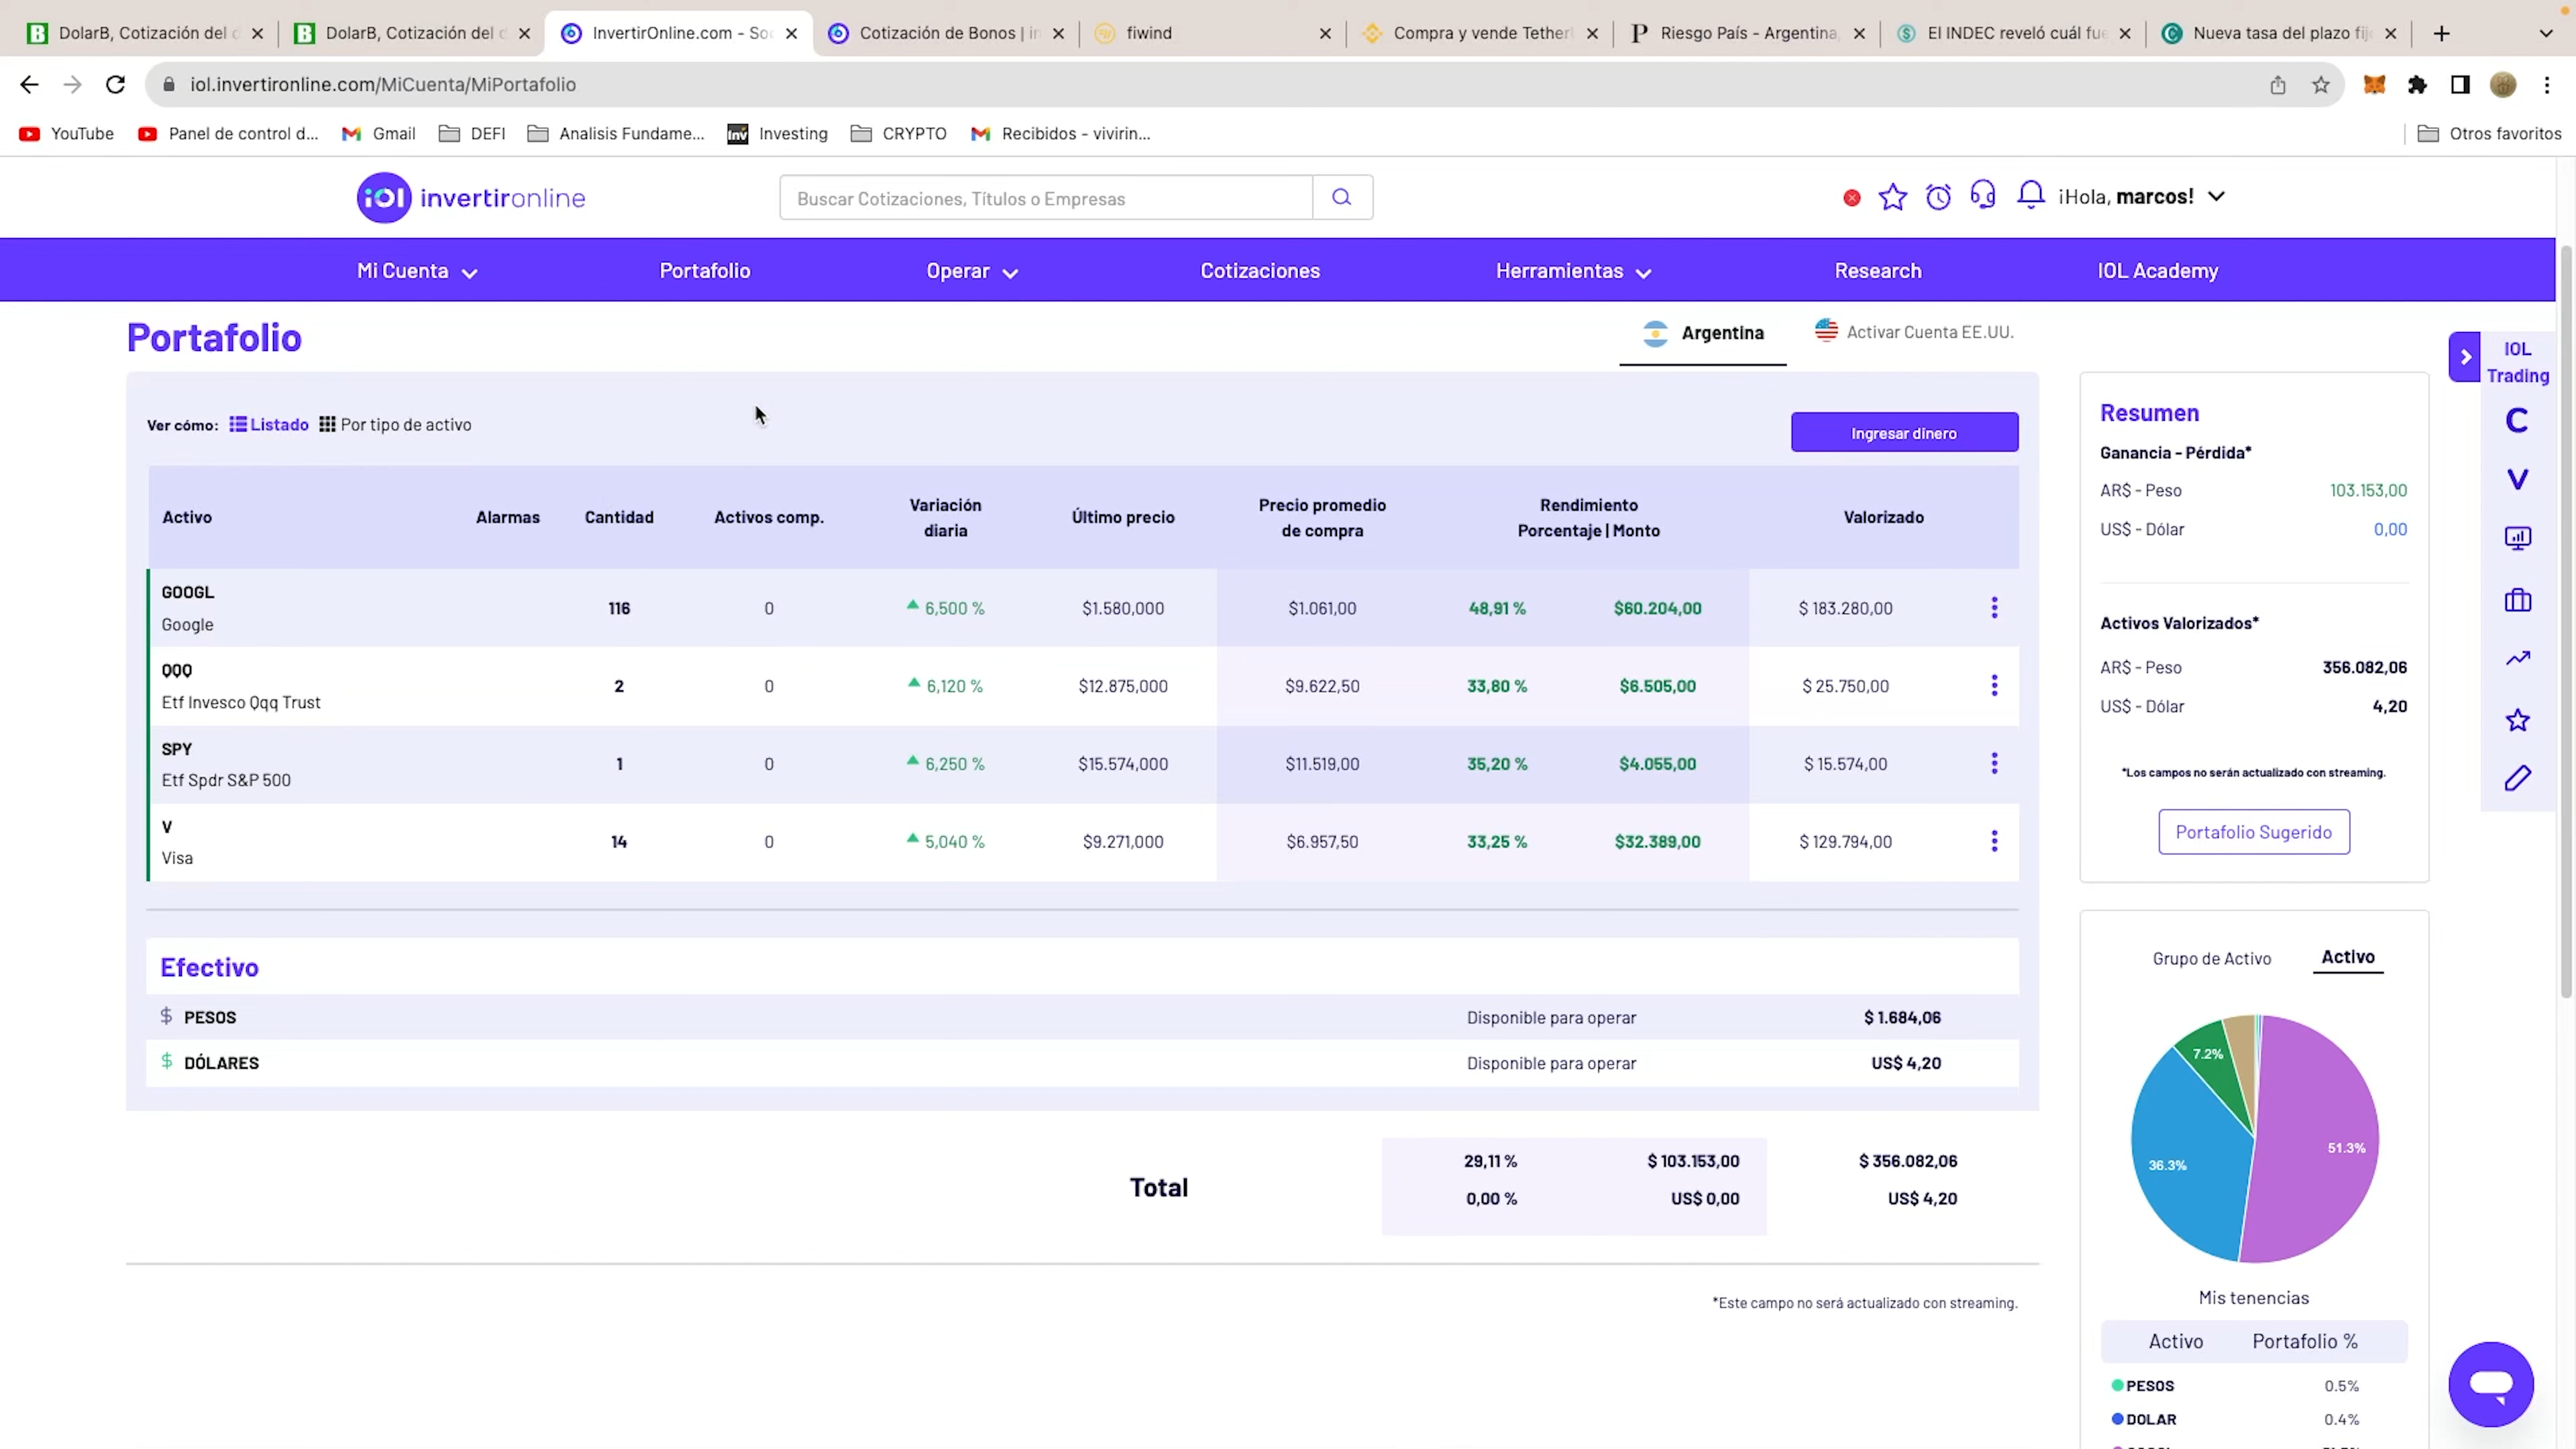 DolarB, Cotización del d
DolarB, Cotización del d
InvertirOnline.com - Soc
Cotización de Bonos | in
fiwind
Compra y vende Tether
Riesgo País - Argentina,
El INDEC reveló cuál fue
Nueva tasa del plazo fij
iol.invertironline.com/MiCuenta/MiPortafolio
YouTube
Panel de control d...
Gmail
DEFI
Analisis Fundame...
Inv Investing
CRYPTO
Recibidos - vivirin...
Otros favoritos
iOl invertironline
Buscar Cotizaciones, Títulos o Empresas
¡Hola, marcos!
Mi Cuenta
Portafolio
Operar
Cotizaciones
Herramientas
Research
IOL Academy
Portafolio
Argentina
Activar Cuenta EE.UU.
Ver cómo: Listado Por tipo de activo
Ingresar dinero
Activo Alarmas Cantidad Activos comp. Variación diaria Último precio Precio promedio de compra Rendimiento Porcentaje | Monto Valorizado
GOOGL
Google
116 0 6,500 % $1.580,000 $1.061,00 48,91 % $60.204,00 $ 183.280,00
QQQ
Etf Invesco Qqq Trust
2 0 6,120 % $12.875,000 $9.622,50 33,80 % $6.505,00 $ 25.750,00
SPY
Etf Spdr S&P 500
1 0 6,250 % $15.574,000 $11.519,00 35,20 % $4.055,00 $ 15.574,00
V
Visa
14 0 5,040 % $9.271,000 $6.957,50 33,25 % $32.389,00 $ 129.794,00
Efectivo
$ PESOS Disponible para operar $ 1.684,06
$ DÓLARES Disponible para operar US$ 4,20
Total
29,11 % $ 103.153,00 $ 356.082,06
0,00 % US$ 0,00 US$ 4,20
*Este campo no será actualizado con streaming.
Resumen
Ganancia - Pérdida*
AR$ - Peso 103.153,00
US$ - Dólar 0,00
Activos Valorizados*
AR$ - Peso 356.082,06
US$ - Dólar 4,20
*Los campos no serán actualizado con streaming.
Portafolio Sugerido
Grupo de Activo Activo
7.2%
51.3%
36.3%
Mis tenencias
Activo Portafolio %
PESOS 0.5%
DOLAR 0.4%
IOL
Trading
C
V